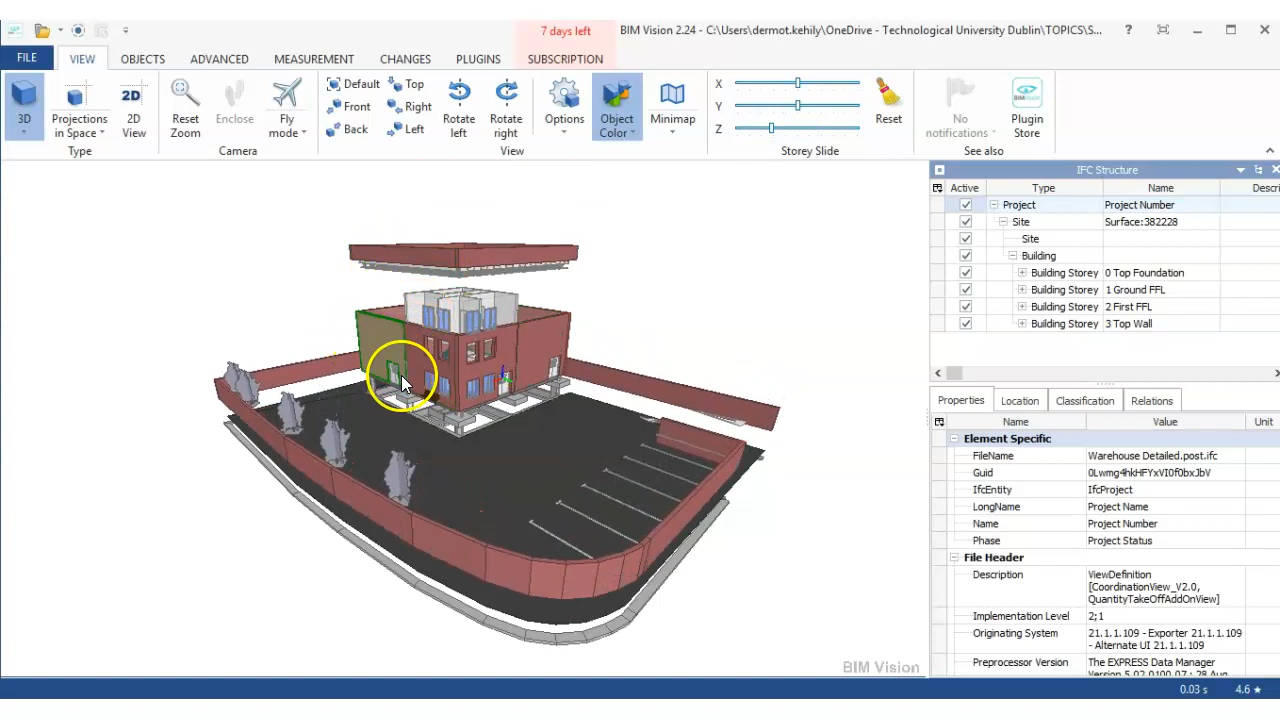 7 days left
BIM Vision 2.24 - C:\Users\dermot.kehily\OneDrive - Technological University Dublin\TOPICS\S...
FILE VIEW OBJECTS ADVANCED MEASUREMENT CHANGES PLUGINS SUBSCRIPTION
3D
Projections in Space
2D View
Type
Reset Zoom
Enclose
Fly mode
Camera
Default Top
Front Right
Back Left
Rotate left
Rotate right
View
Options
Object Color
Minimap
X
Y
Z
Reset
Storey Slide
No notifications
Plugin Store
See also
BIM Vision
IFC Structure
Active Type Name Descri
Project Project Number
Site Surface:382228
Site
Building
Building Storey 0 Top Foundation
Building Storey 1 Ground FFL
Building Storey 2 First FFL
Building Storey 3 Top Wall
Properties Location Classification Relations
Name Value Unit
Element Specific
FileName Warehouse Detailed.post.ifc
Guid 0Lwmg4hkHFYxVI0f0bxJbV
IfcEntity IfcProject
LongName Project Name
Name Project Number
Phase Project Status
File Header
Description ViewDefinition
[CoordinationView_V2.0,
QuantityTakeOffAddOnView]
Implementation Level 2;1
Originating System 21.1.1.109 - Exporter 21.1.1.109
- Alternate UI 21.1.1.109
Preprocessor Version The EXPRESS Data Manager
Version 5.02.0100.07 : 28 Aug
0.03 s 4.6 ★